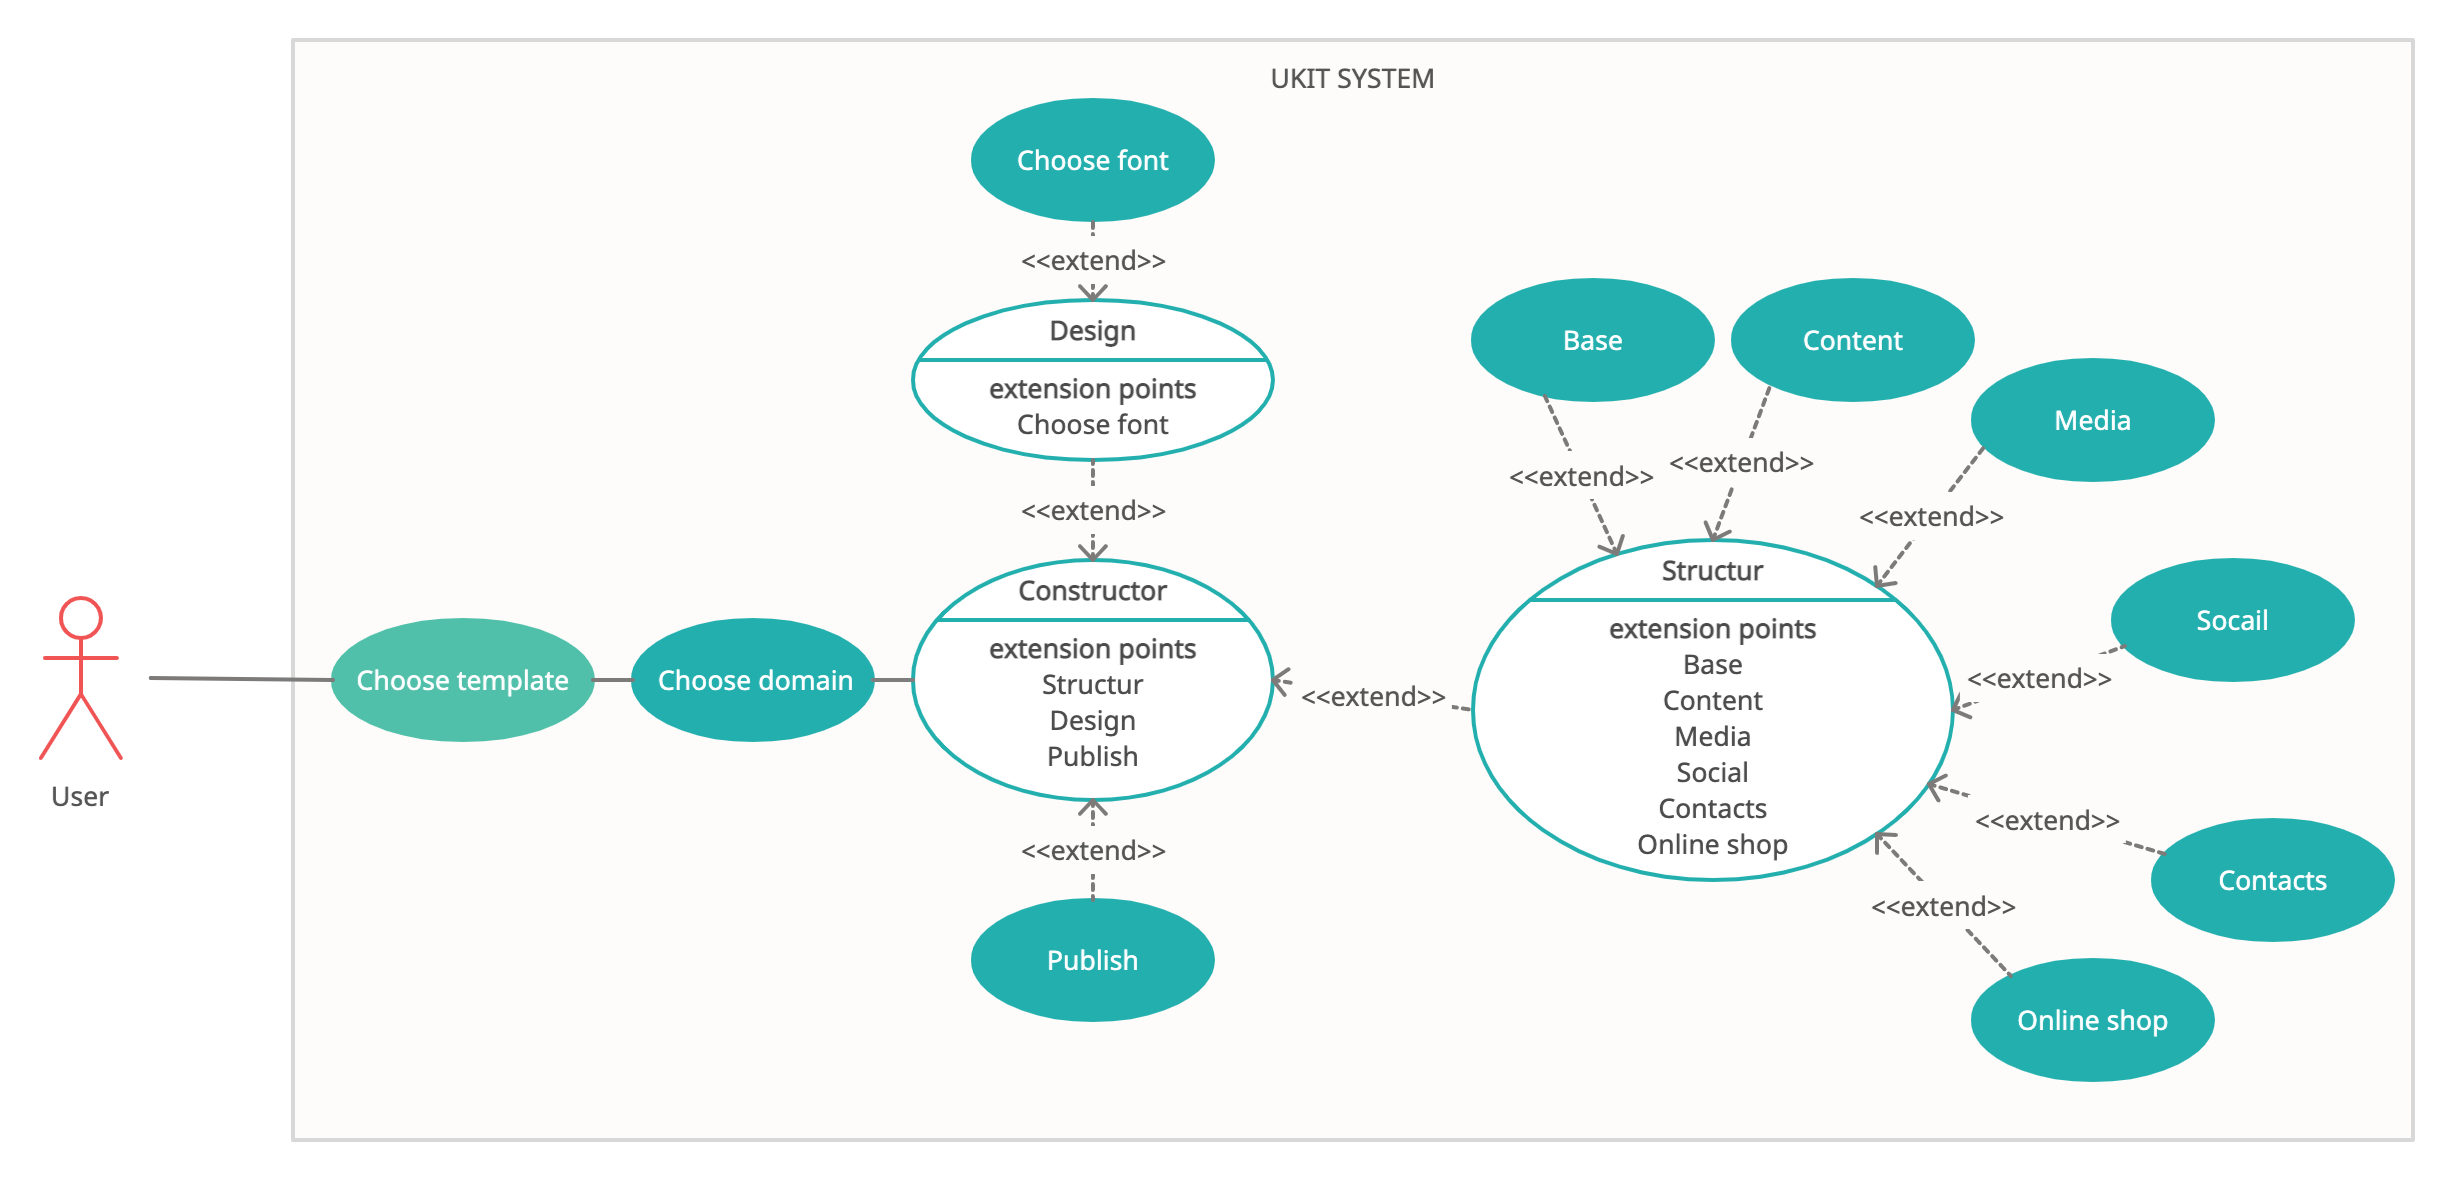 UKIT SYSTEM
Choose font
<<extend>>
Design
extension points
Choose font
<<extend>>
Constructor
extension points
Structur
Design
Publish
<<extend>>
Publish
User
Choose template
Choose domain
<<extend>>
Base
Content
Media
<<extend>>
<<extend>>
<<extend>>
Structur
extension points
Base
Content
Media
Social
Contacts
Online shop
Socail
<<extend>>
<<extend>>
Contacts
<<extend>>
Online shop